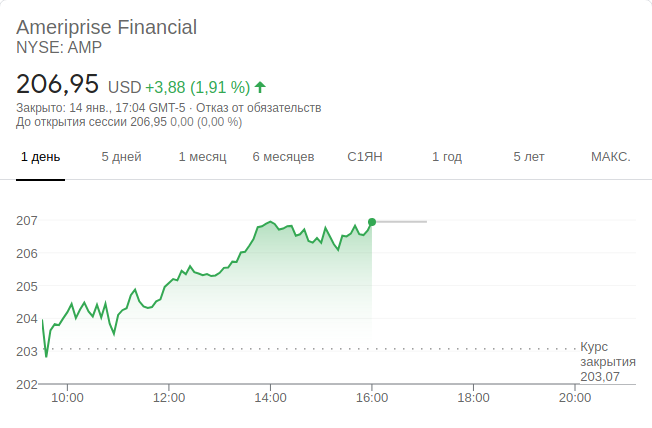 Ameriprise Financial
NYSE: AMP
206,95 USD +3,88 (1,91 %)
Закрыто: 14 янв., 17:04 GMT-5 · Отказ от обязательств
До открытия сессии 206,95 0,00 (0,00 %)
1 день 5 дней 1 месяц 6 месяцев С1ЯН 1 год 5 лет МАКС.
207
206
205
204
203
202
Курс
закрытия
203,07
10:00 12:00 14:00 16:00 18:00 20:00